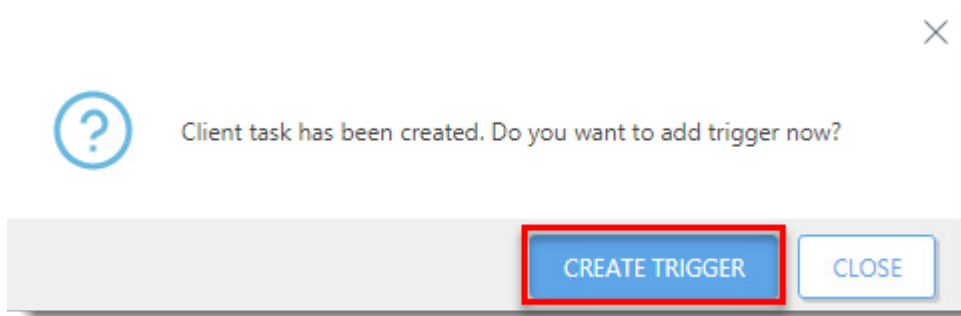 Client task has been created. Do you want to add trigger now?
CREATE TRIGGER CLOSE